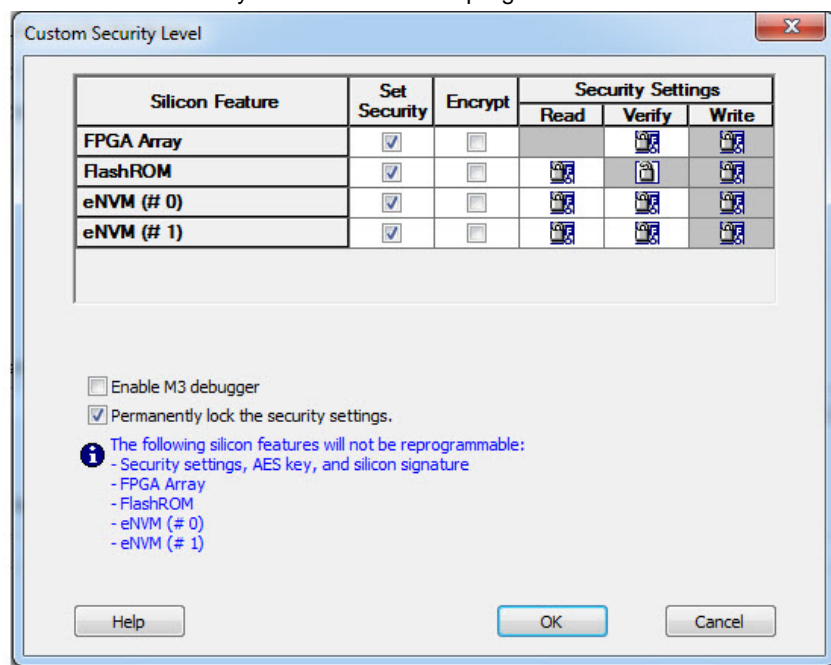 Custom Security Level
Silicon Feature Set Security Encrypt Security Settings
Read Verify Write
FPGA Array
FlashROM
eNVM (# 0)
eNVM (# 1)
Enable M3 debugger
Permanently lock the security settings.
The following silicon features will not be reprogrammable:
- Security settings, AES key, and silicon signature
- FPGA Array
- FlashROM
- eNVM (# 0)
- eNVM (# 1)
Help OK Cancel